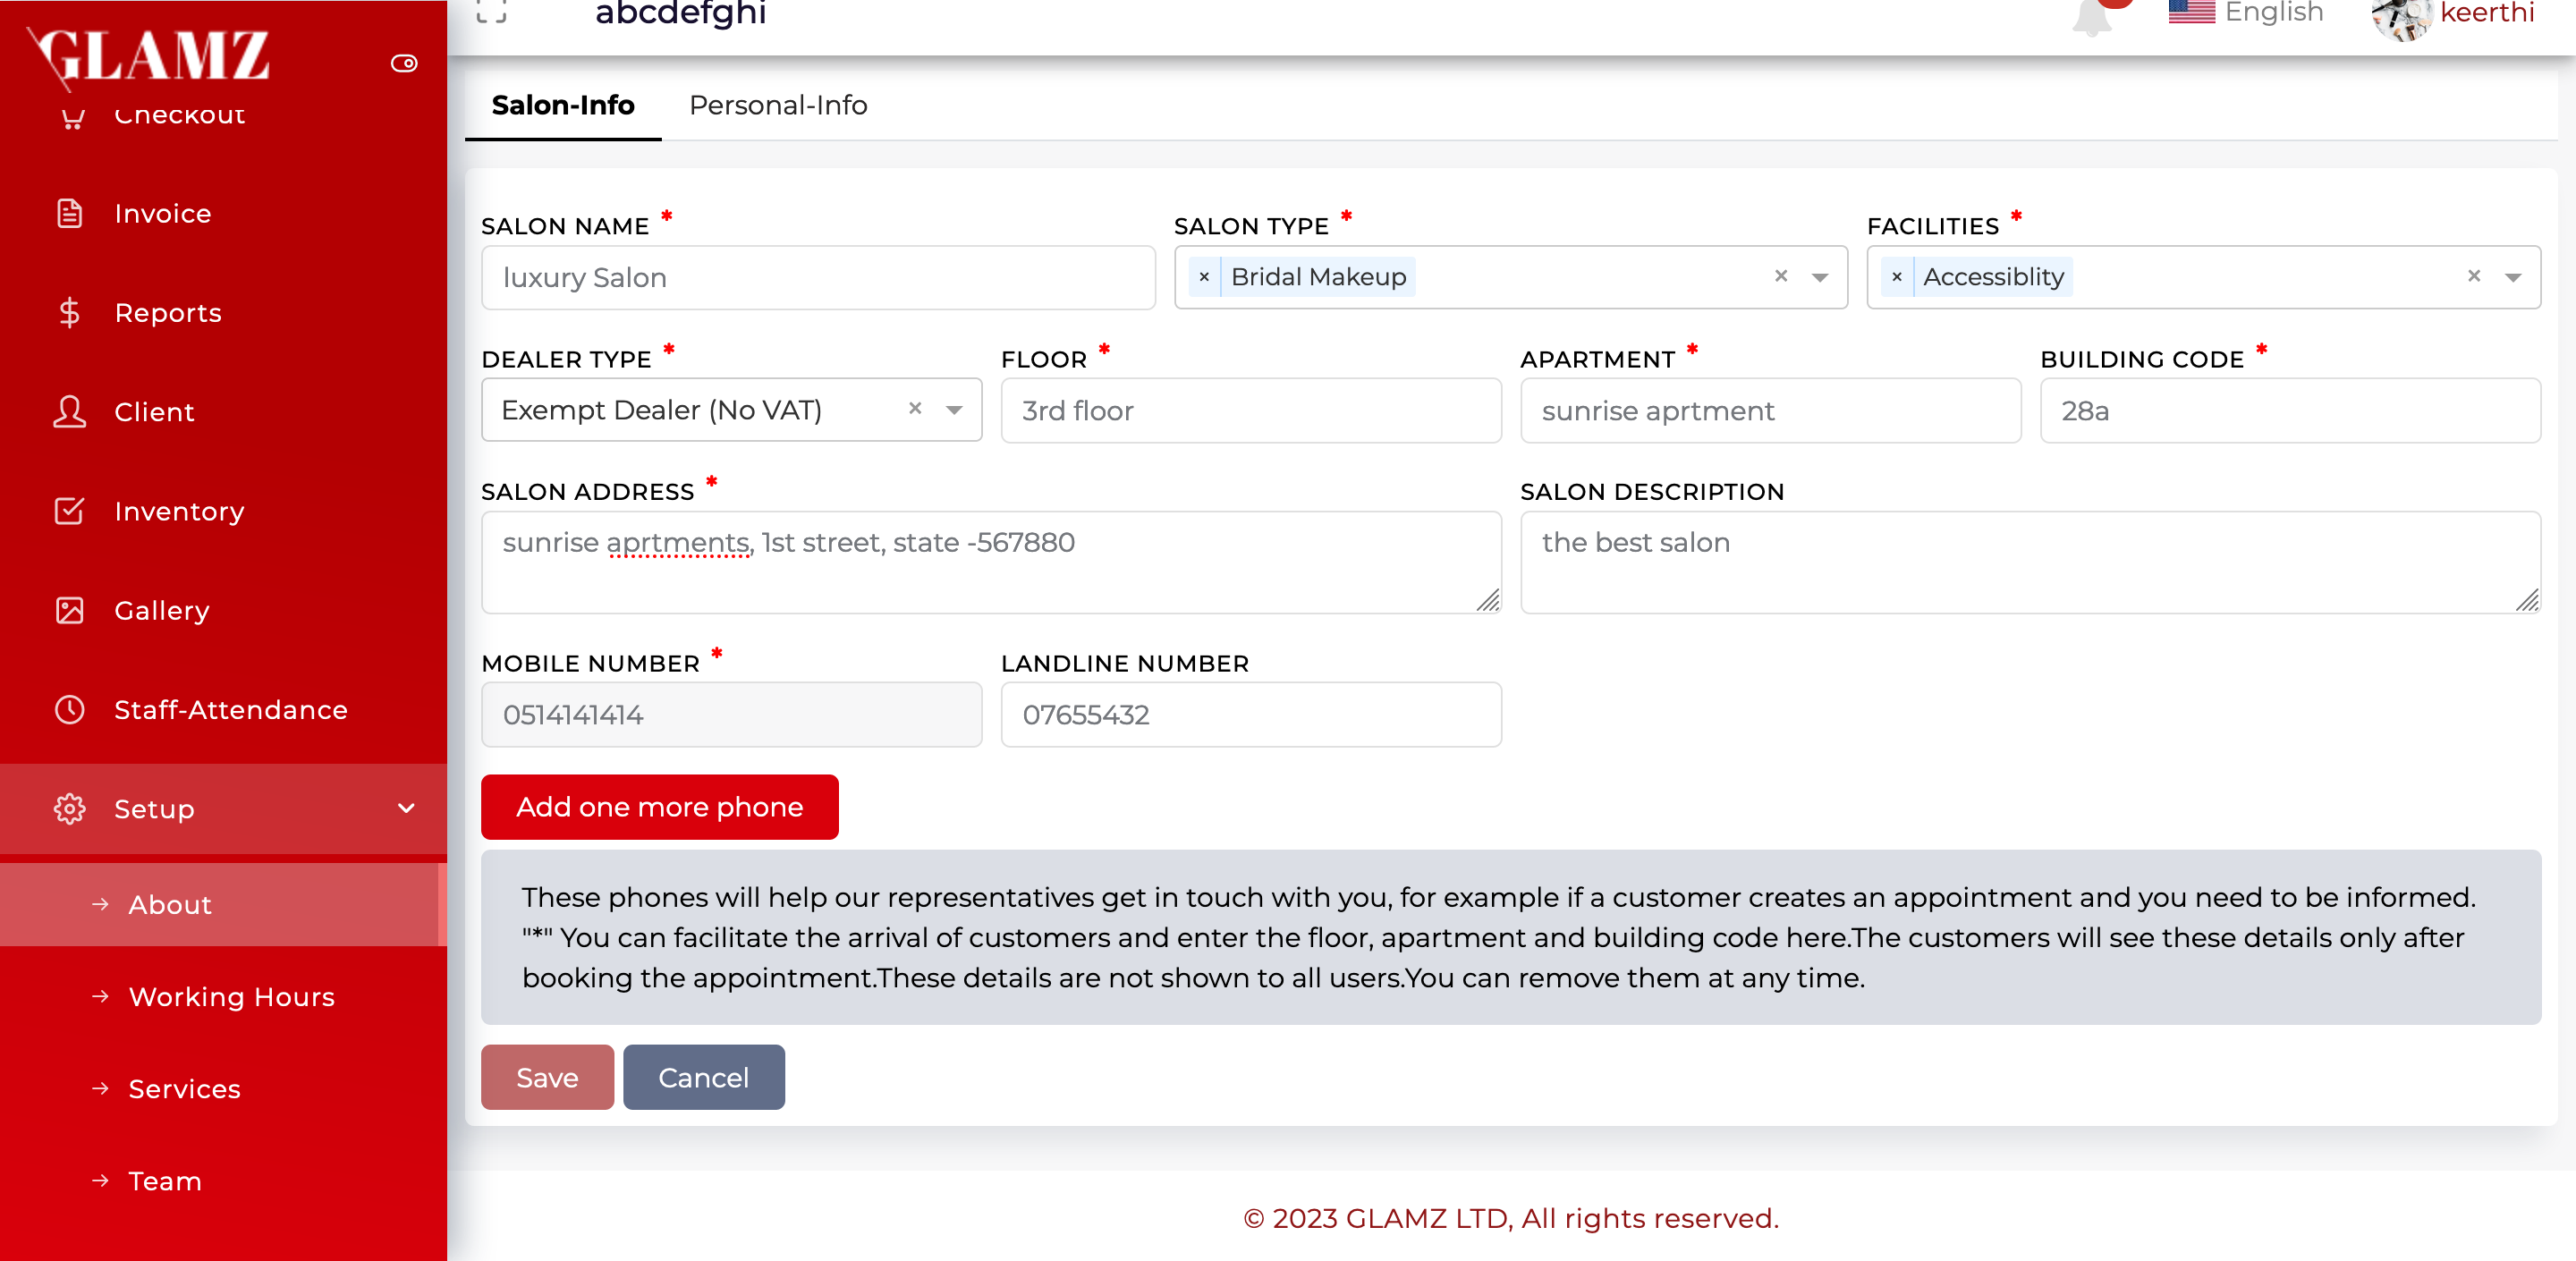 GLAMZ
Checkout
Invoice
Reports
Client
Inventory
Gallery
Staff-Attendance
Setup
About
Working Hours
Services
Team
abcdefghi
English
keerthi
Salon-Info
Personal-Info
SALON NAME *
luxury Salon
SALON TYPE *
× Bridal Makeup ×
FACILITIES *
× Accessiblity ×
DEALER TYPE *
Exempt Dealer (No VAT) ×
FLOOR *
3rd floor
APARTMENT *
sunrise aprtment
BUILDING CODE *
28a
SALON ADDRESS *
sunrise aprtments, 1st street, state -567880
SALON DESCRIPTION
the best salon
MOBILE NUMBER *
0514141414
LANDLINE NUMBER
07655432
Add one more phone
These phones will help our representatives get in touch with you, for example if a customer creates an appointment and you need to be informed.
"*" You can facilitate the arrival of customers and enter the floor, apartment and building code here.The customers will see these details only after
booking the appointment.These details are not shown to all users.You can remove them at any time.
Save
Cancel
© 2023 GLAMZ LTD, All rights reserved.